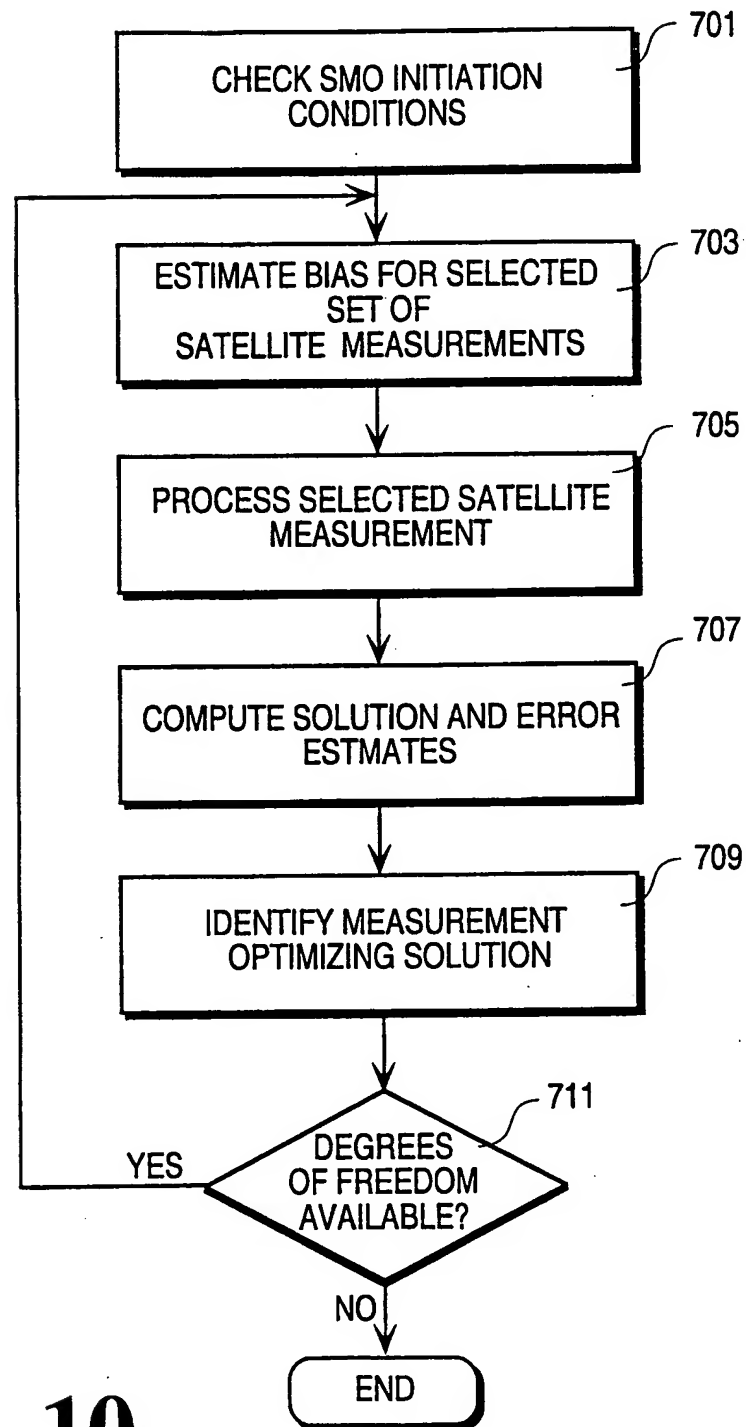 701
CHECK SMO INITIATION
CONDITIONS
703
ESTIMATE BIAS FOR SELECTED
SET OF
SATELLITE MEASUREMENTS
705
PROCESS SELECTED SATELLITE
MEASUREMENT
707
COMPUTE SOLUTION AND ERROR
ESTMATES
709
IDENTIFY MEASUREMENT
OPTIMIZING SOLUTION
711
DEGREES
OF FREEDOM
AVAILABLE?
YES
NO
END
10